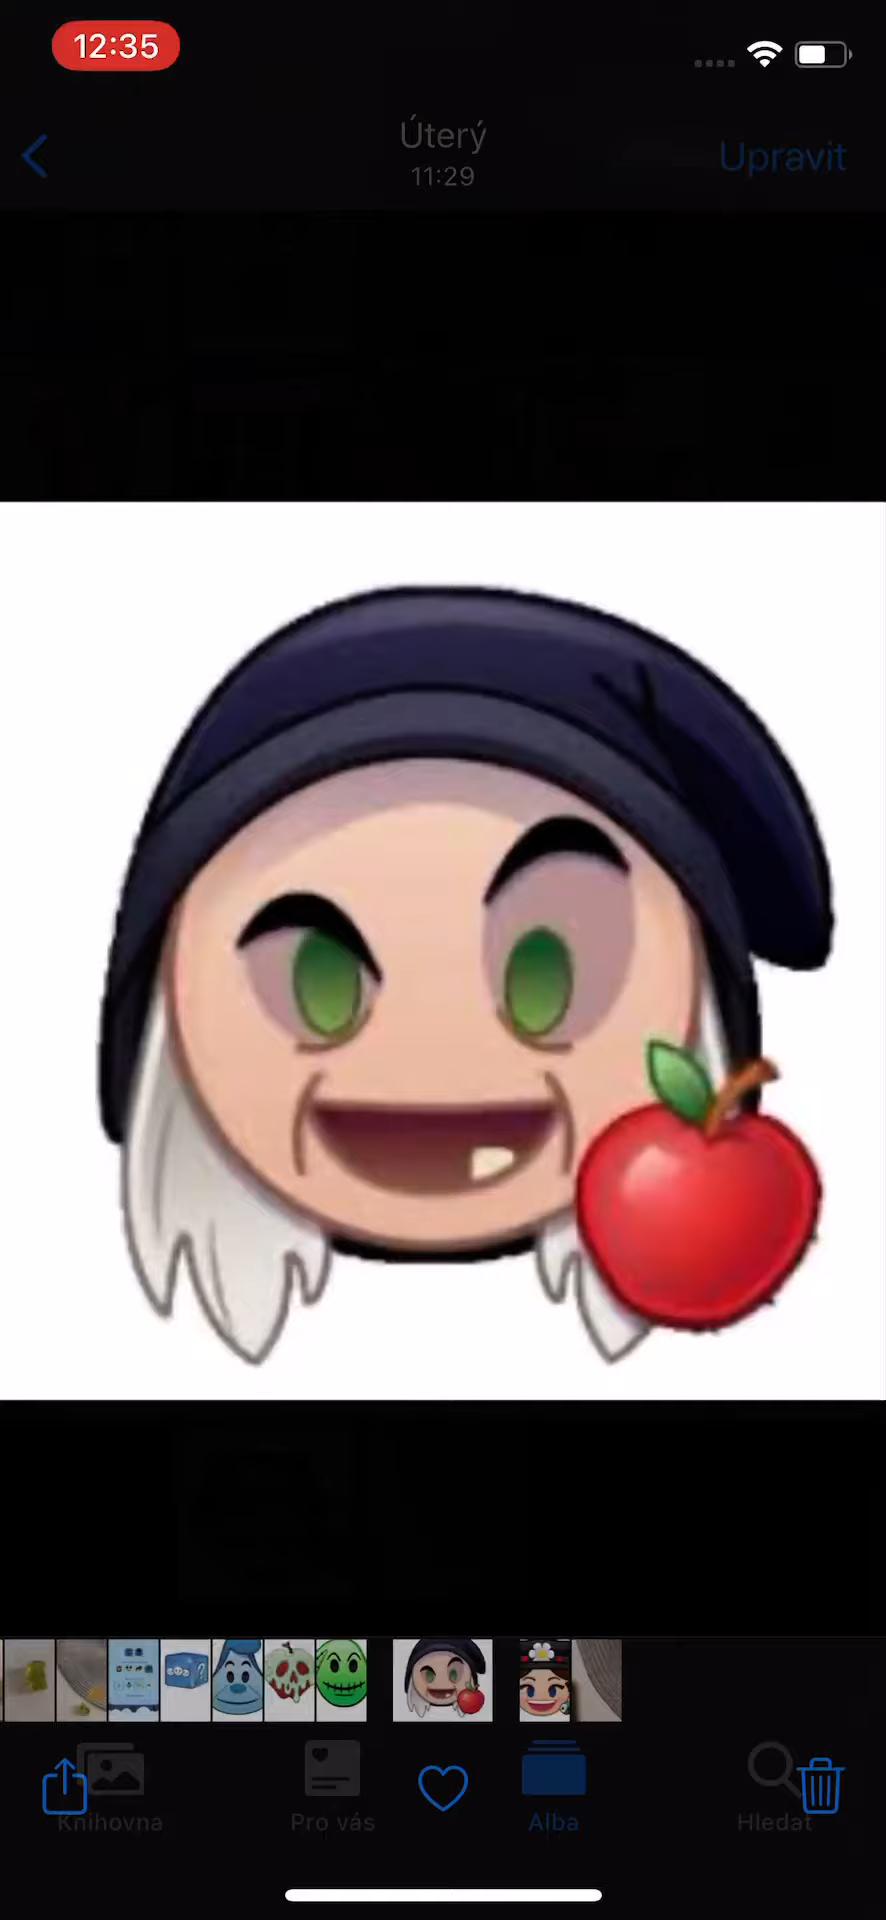 12:35
Úterý
11:29
Upravit
Knihovna
Pro vás
Alba
Hledat